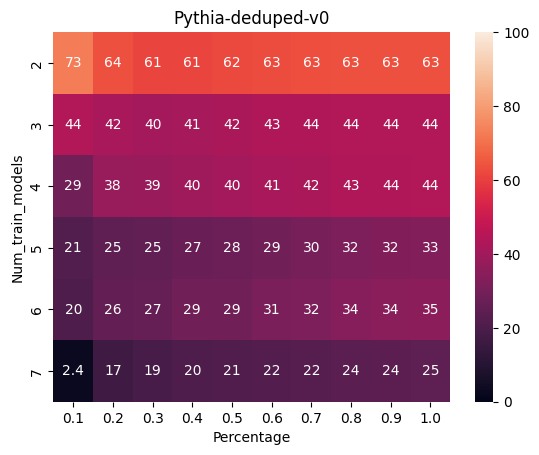 Pythia-deduped-v0
Num_train_models
2 73 64 61 61 62 63 63 63 63 63
3 44 42 40 41 42 43 44 44 44 44
4 29 38 39 40 40 41 42 43 44 44
5 21 25 25 27 28 29 30 32 32 33
6 20 26 27 29 29 31 32 34 34 35
7 2.4 17 19 20 21 22 22 24 24 25
0.1 0.2 0.3 0.4 0.5 0.6 0.7 0.8 0.9 1.0
Percentage
100
80
60
40
20
0